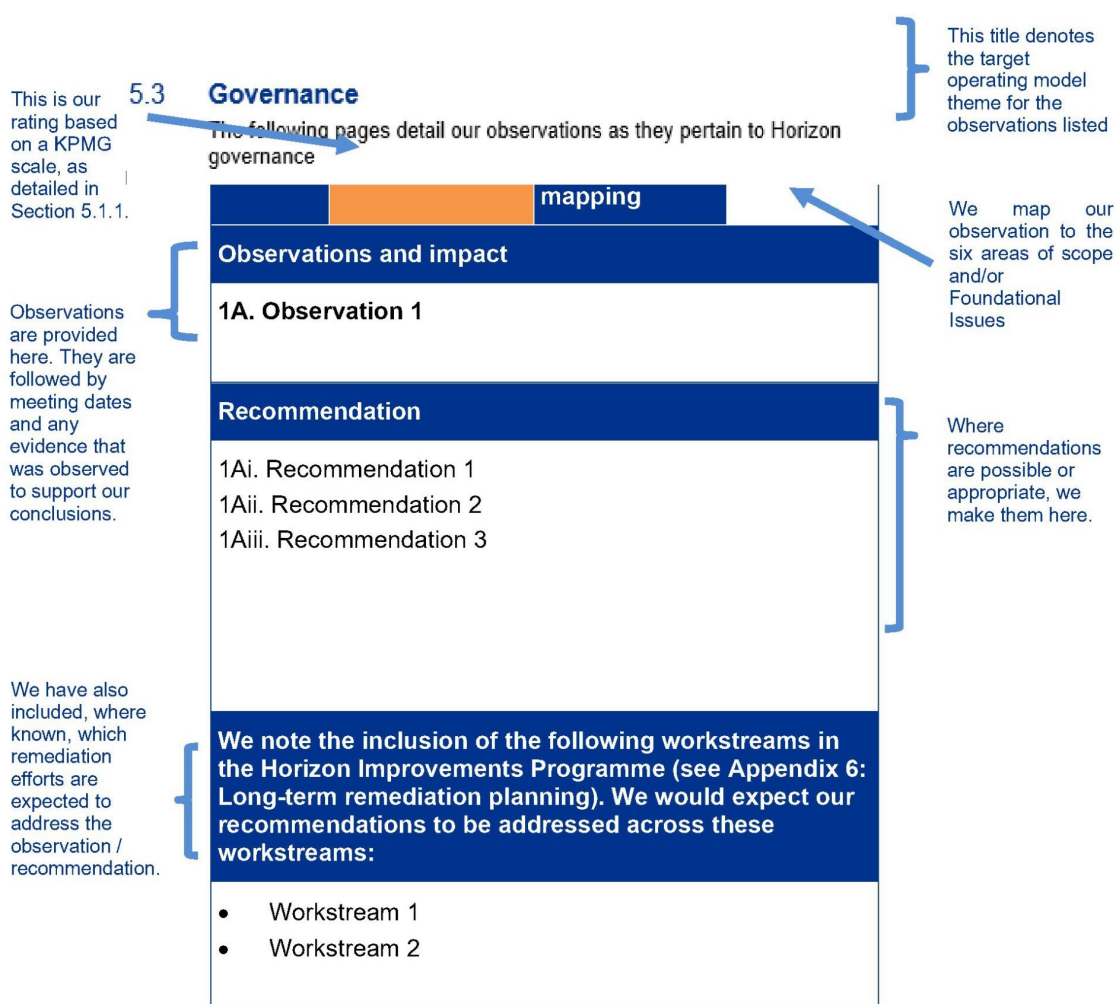 This title denotes
the target
operating model
theme for the
observations listed
This is our
rating based
on a KPMG
scale, as
detailed in
Section 5.1.1.
5.3 Governance
The following pages detail our observations as they pertain to Horizon
governance
mapping
We map our
observation to the
six areas of scope
and/or
Foundational
Issues
Observations and impact
1A. Observation 1
Observations
are provided
here. They are
followed by
meeting dates
and any
evidence that
was observed
to support our
conclusions.
Recommendation
1Ai. Recommendation 1
1Aii. Recommendation 2
1Aiii. Recommendation 3
Where
recommendations
are possible or
appropriate, we
make them here.
We have also
included, where
known, which
remediation
efforts are
expected to
address the
observation /
recommendation.
We note the inclusion of the following workstreams in
the Horizon Improvements Programme (see Appendix 6:
Long-term remediation planning). We would expect our
recommendations to be addressed across these
workstreams:
• Workstream 1
• Workstream 2